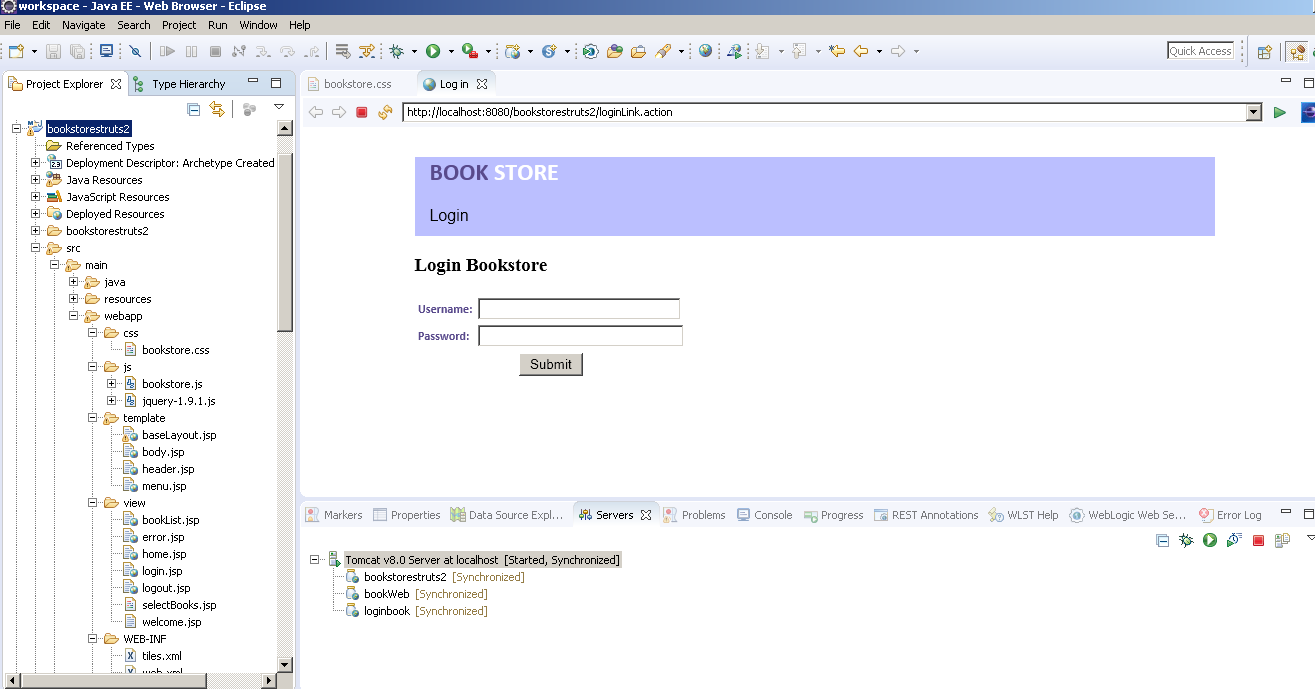 workspace - Java EE - Web Browser - Eclipse
File Edit Navigate Search Project Run Window Help
Quick Access
Project Explorer
Type Hierarchy
bookstorestruts2
Referenced Types
Deployment Descriptor: Archetype Created
Java Resources
JavaScript Resources
Deployed Resources
bookstorestruts2
src
main
java
resources
webapp
css
bookstore.css
js
bookstore.js
jquery-1.9.1.js
template
baseLayout.jsp
body.jsp
header.jsp
menu.jsp
view
bookList.jsp
error.jsp
home.jsp
login.jsp
logout.jsp
selectBooks.jsp
welcome.jsp
WEB-INF
tiles.xml
web.xml
bookstore.css
Log in
http://localhost:8080/bookstorestruts2/loginLink.action
BOOK STORE
Login
Login Bookstore
Username:
Password:
Submit
Markers Properties Data Source Expl... Servers Problems Console Progress REST Annotations WLST Help WebLogic Web Se... Error Log
Tomcat v8.0 Server at localhost [Started, Synchronized]
bookstorestruts2 [Synchronized]
bookWeb [Synchronized]
loginbook [Synchronized]